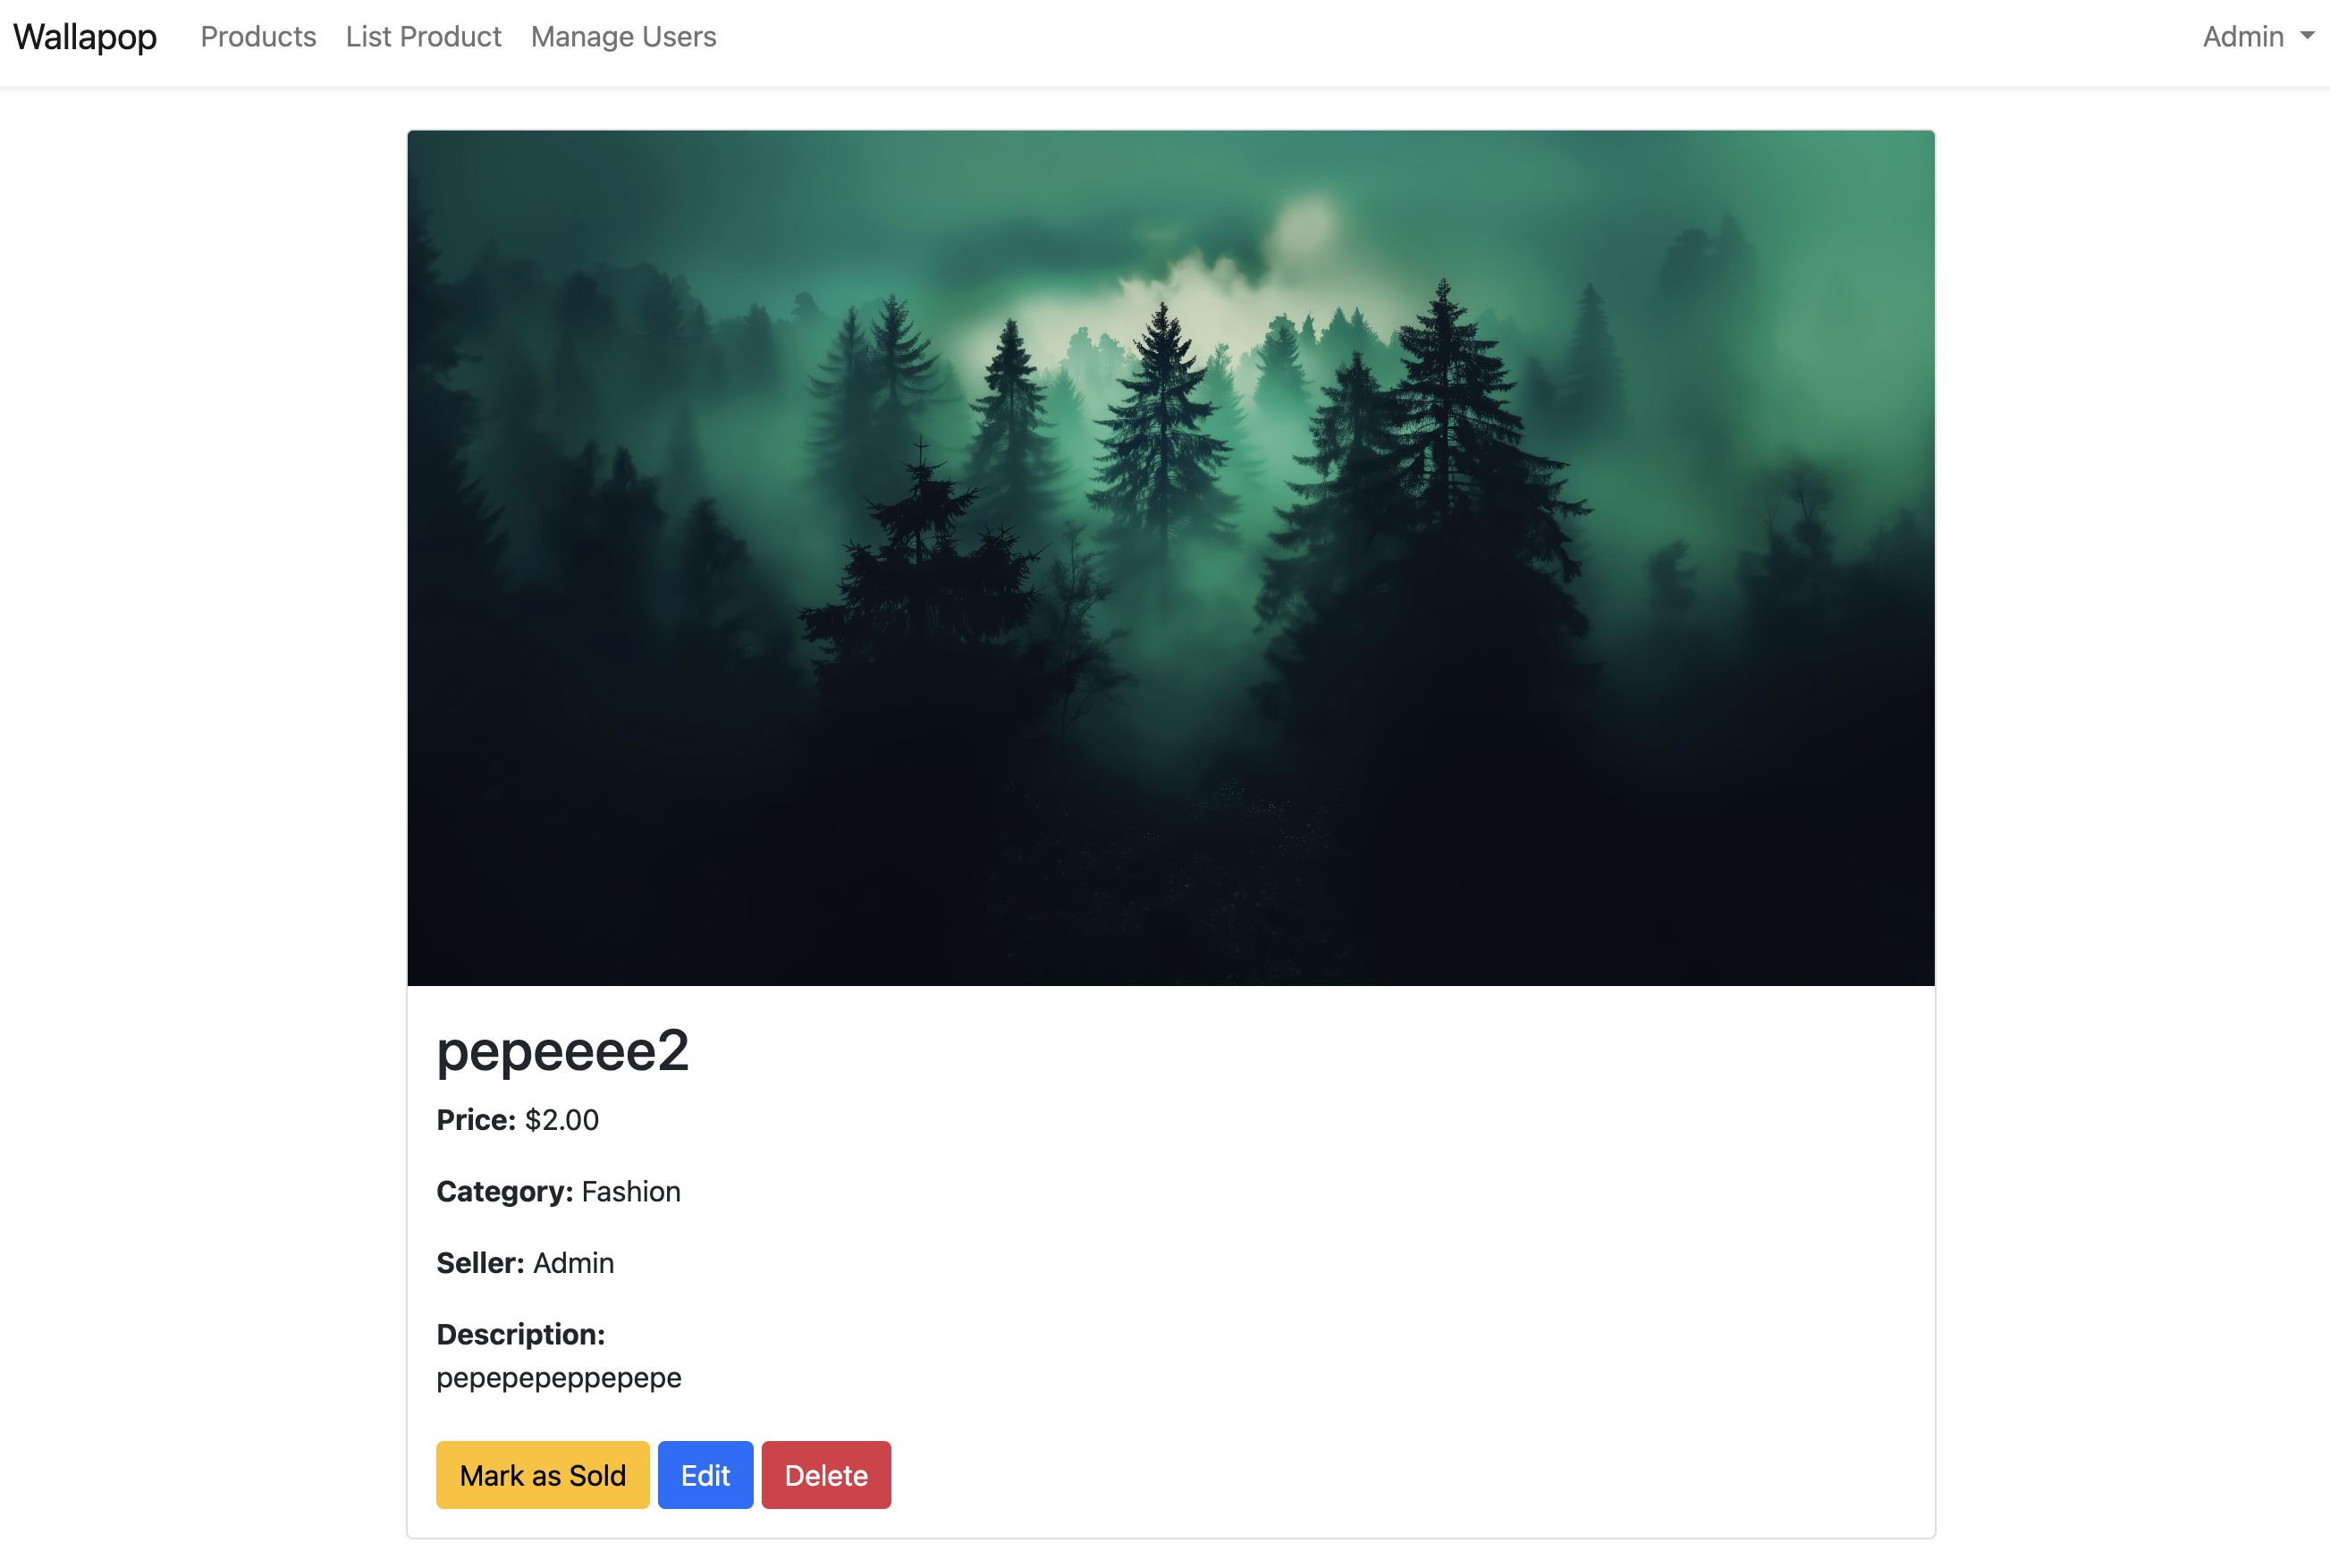 Wallapop Products List Product Manage Users Admin
pepeeee2
Price: $2.00
Category: Fashion
Seller: Admin
Description:
pepepepeppepepe
Mark as Sold Edit Delete